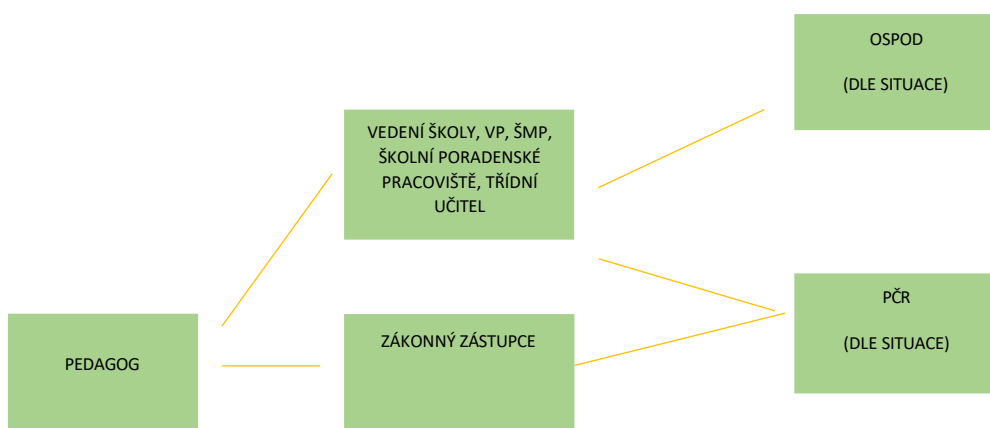 OSPOD
(DLE SITUACE)
VEDENÍ ŠKOLY, VP, ŠMP,
ŠKOLNÍ PORADENSKÉ
PRACOVIŠTĚ, TŘÍDNÍ
UČITEL
PEDAGOG
ZÁKONNÝ ZÁSTUPCE
PČR
(DLE SITUACE)